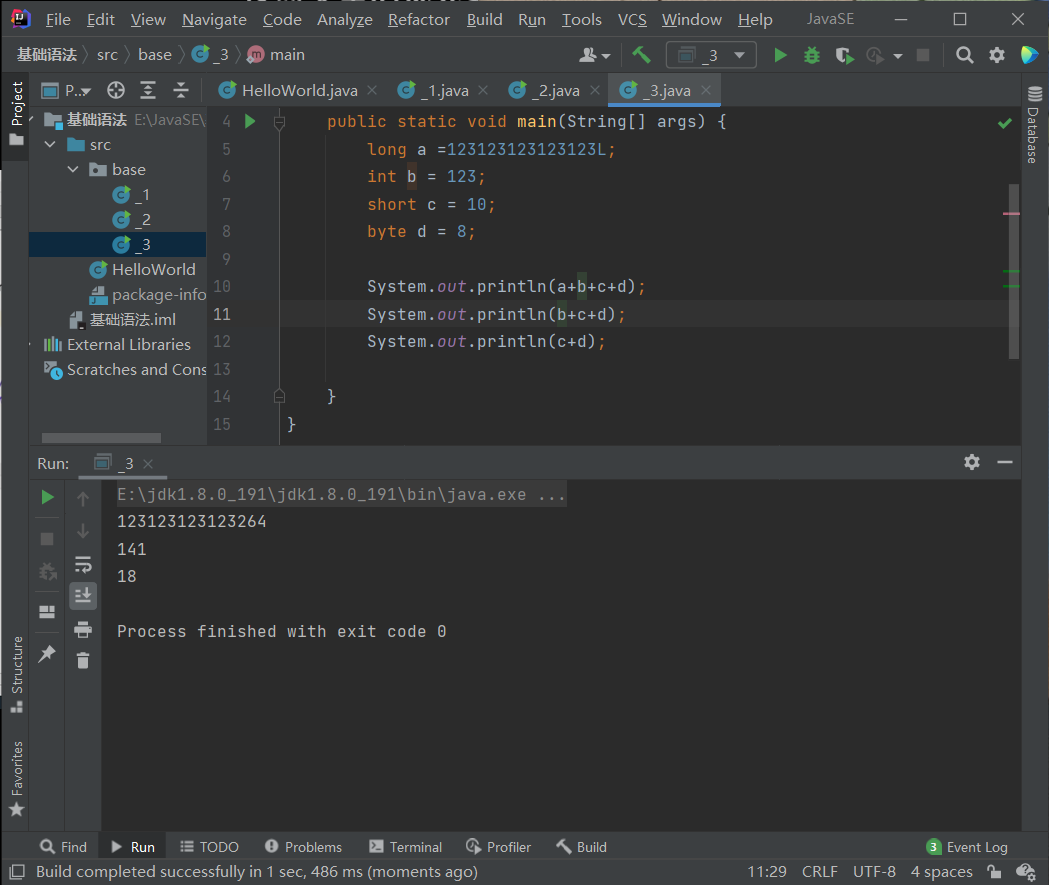 File Edit View Navigate Code Analyze Refactor Build Run Tools VCS Window Help JavaSE
基础语法 src base _3 main
_3
Project
P...
HelloWorld.java _1.java _2.java _3.java
基础语法 E:\JavaSE\
src
base
_1
_2
_3
HelloWorld
package-info
基础语法.iml
External Libraries
Scratches and Cons
4 public static void main(String[] args) {
5 long a =123123123123123L;
6 int b = 123;
7 short c = 10;
8 byte d = 8;
9
10 System.out.println(a+b+c+d);
11 System.out.println(b+c+d);
12 System.out.println(c+d);
13
14 }
15 }
Database
Run: _3
E:\jdk1.8.0_191\jdk1.8.0_191\bin\java.exe ...
123123123123264
141
18
Process finished with exit code 0
Structure
Favorites
Find Run TODO Problems Terminal Profiler Build 3 Event Log
Build completed successfully in 1 sec, 486 ms (moments ago) 11:29 CRLF UTF-8 4 spaces